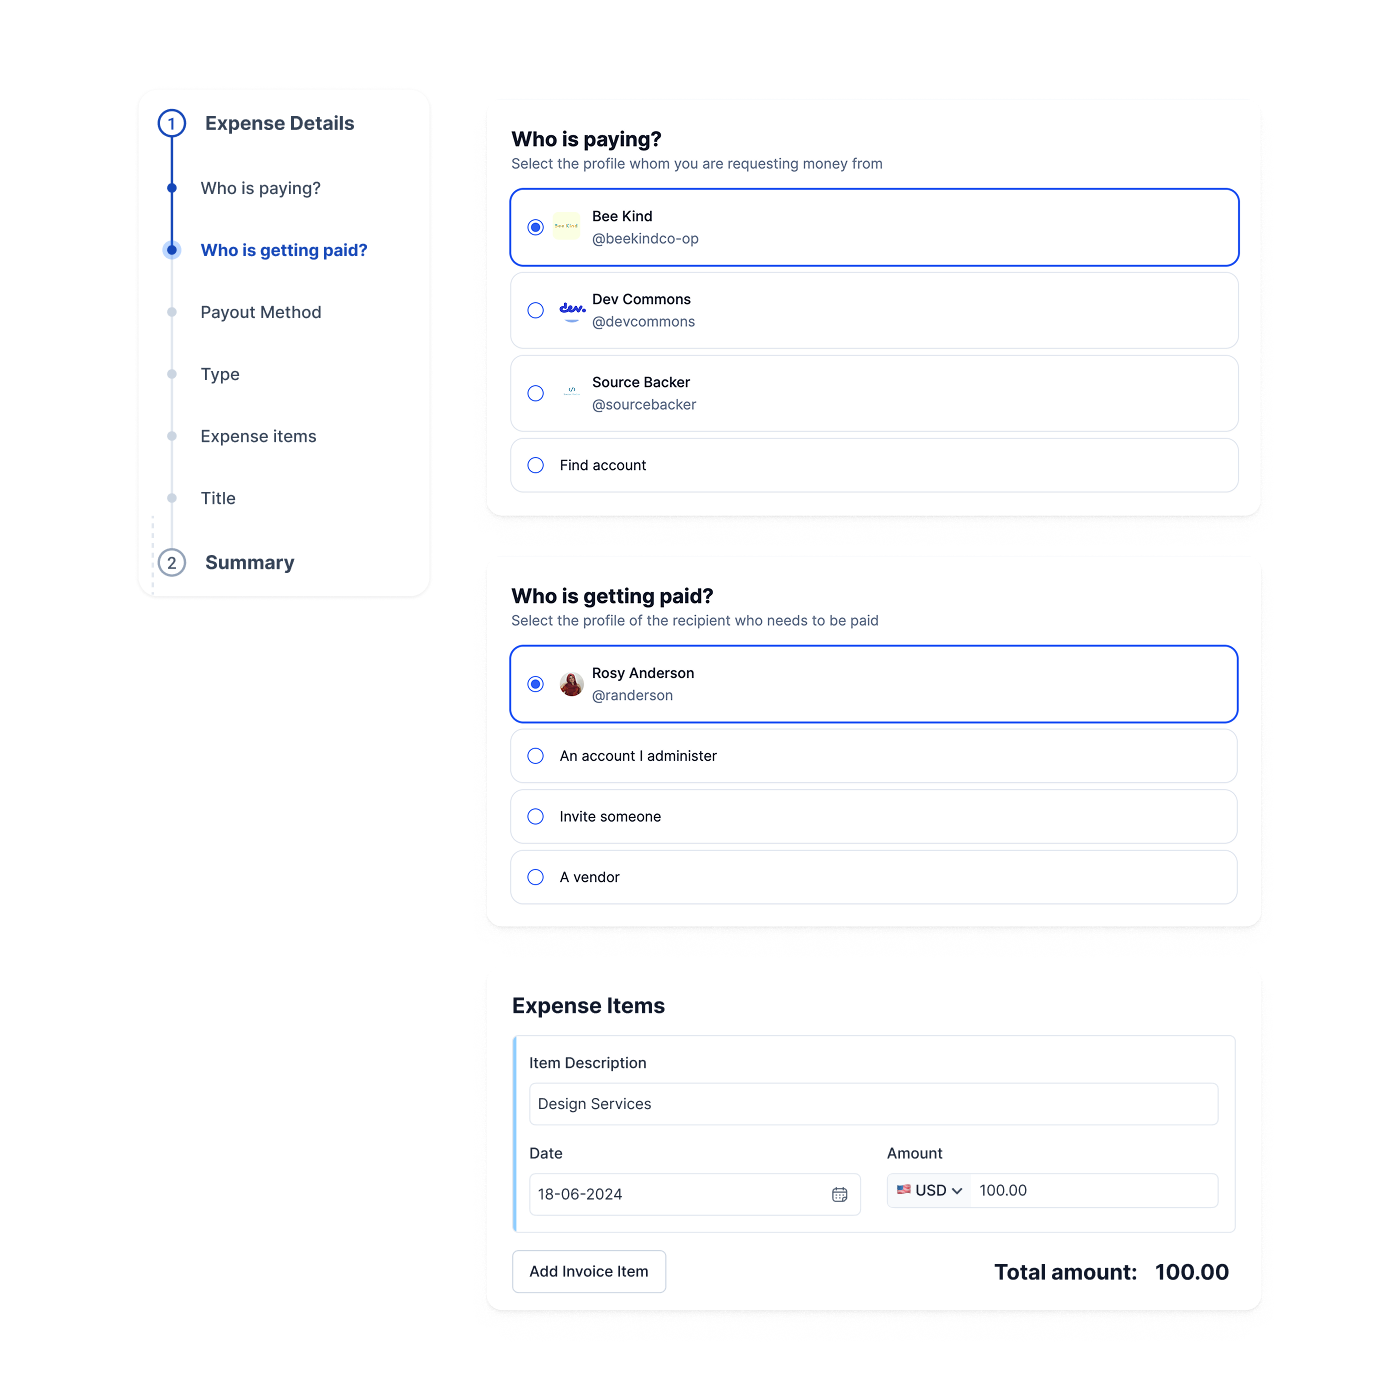 1 Expense Details
Who is paying?
Who is getting paid?
Payout Method
Type
Expense items
Title
2 Summary
Who is paying?
Select the profile whom you are requesting money from
Bee Kind
Bee Kind
@beekindco-op
dev.
Dev Commons
@devcommons
Source Backer
@sourcebacker
Find account
Who is getting paid?
Select the profile of the recipient who needs to be paid
Rosy Anderson
@randerson
An account I administer
Invite someone
A vendor
Expense Items
Item Description
Design Services
Date
Amount
18-06-2024
USD 100.00
Add Invoice Item
Total amount: 100.00